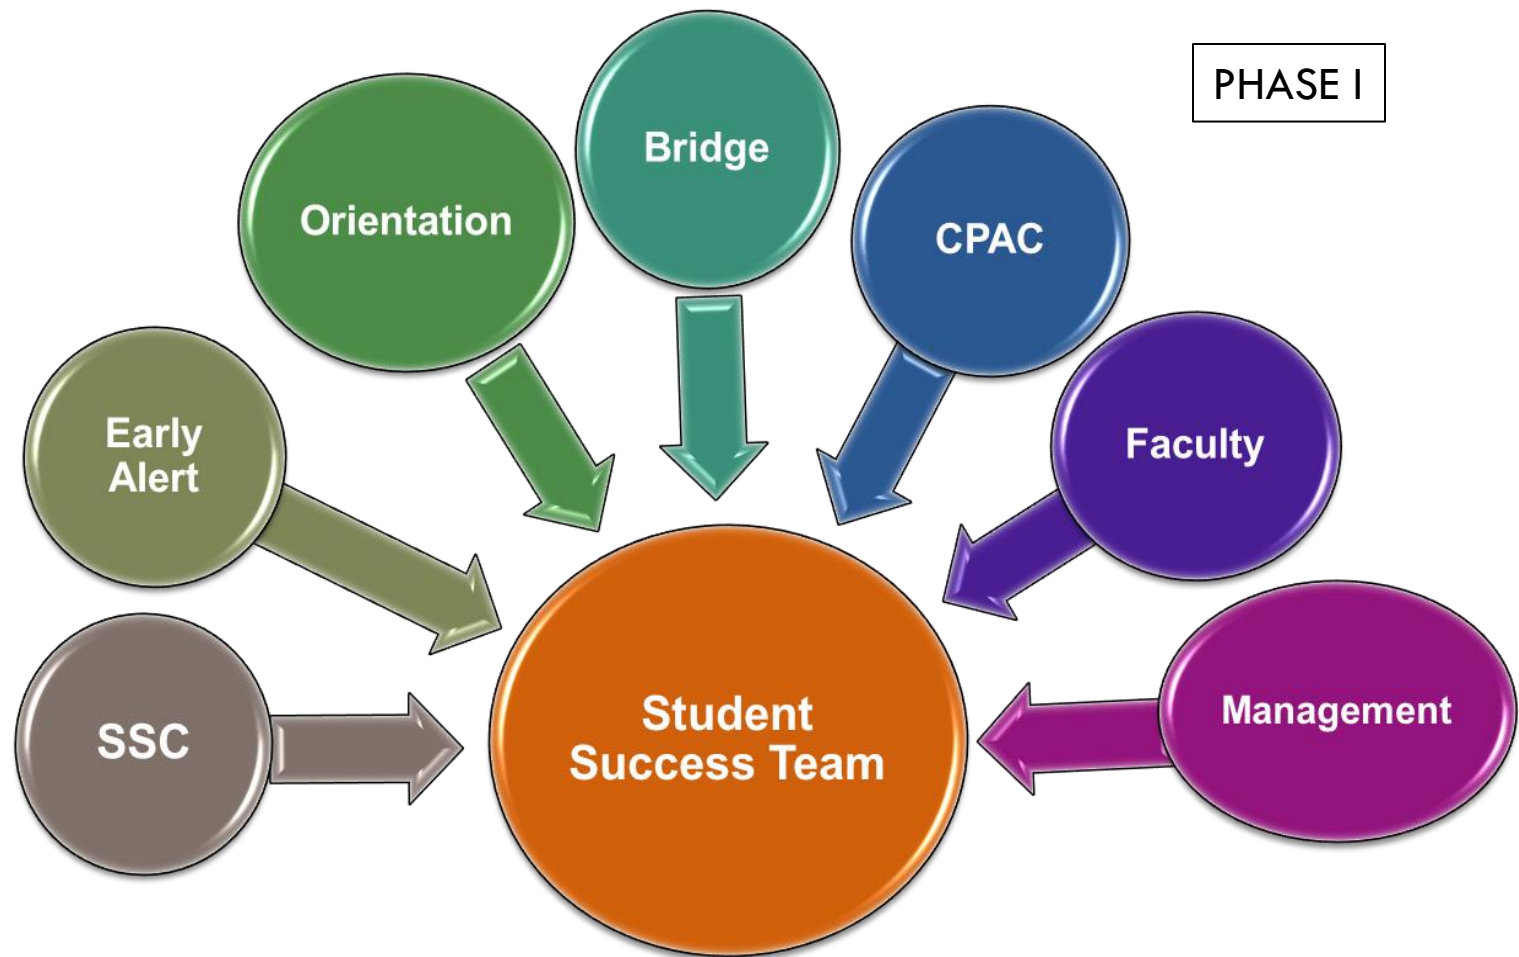 PHASE I
Bridge
Orientation
CPAC
Early
Alert
Faculty
SSC
Student
Success Team
Management